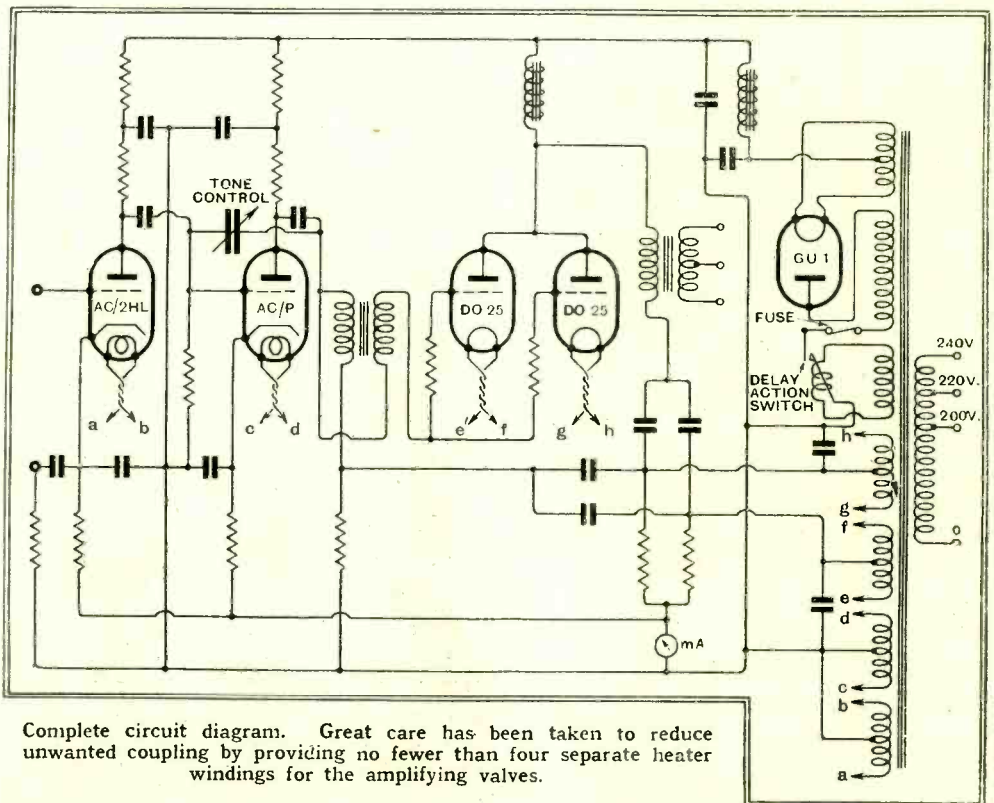 TONE
CONTROL
AC/2HL
AC/P
DO 25
DO 25
GU 1
FUSE
DELAY
ACTION
SWITCH
240V
220V.
200V.
a b
c d
e f
g h
h
g
f
e
d
c
b
a
mA
Complete circuit diagram. Great care has been taken to reduce
unwanted coupling by providing no fewer than four separate heater
windings for the amplifying valves.